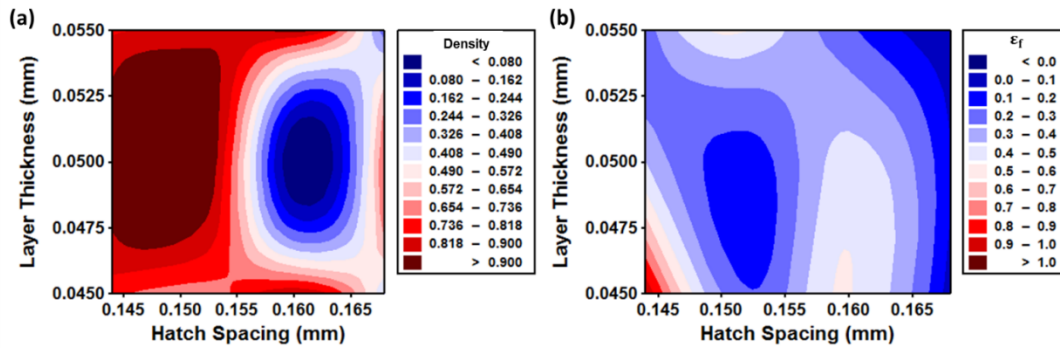 (a)
0.0550
0.0525
0.0500
0.0475
0.0450
Layer Thickness (mm)
0.145 0.150 0.155 0.160 0.165
Hatch Spacing (mm)
Density
< 0.080
0.080 – 0.162
0.162 – 0.244
0.244 – 0.326
0.326 – 0.408
0.408 – 0.490
0.490 – 0.572
0.572 – 0.654
0.654 – 0.736
0.736 – 0.818
0.818 – 0.900
> 0.900
(b)
0.0550
0.0525
0.0500
0.0475
0.0450
Layer Thickness (mm)
0.145 0.150 0.155 0.160 0.165
Hatch Spacing (mm)
εf
< 0.0
0.0 – 0.1
0.1 – 0.2
0.2 – 0.3
0.3 – 0.4
0.4 – 0.5
0.5 – 0.6
0.6 – 0.7
0.7 – 0.8
0.8 – 0.9
0.9 – 1.0
> 1.0